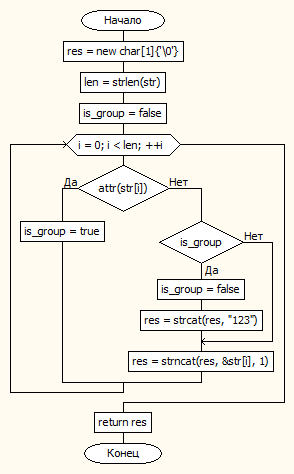 Начало
res = new char[1]{'\0'}
len = strlen(str)
is_group = false
i = 0; i < len; ++i
attr(str[i])
Да
Нет
is_group = true
is_group
Нет
Да
is_group = false
res = strcat(res, "123")
res = strncat(res, &str[i], 1)
return res
Конец